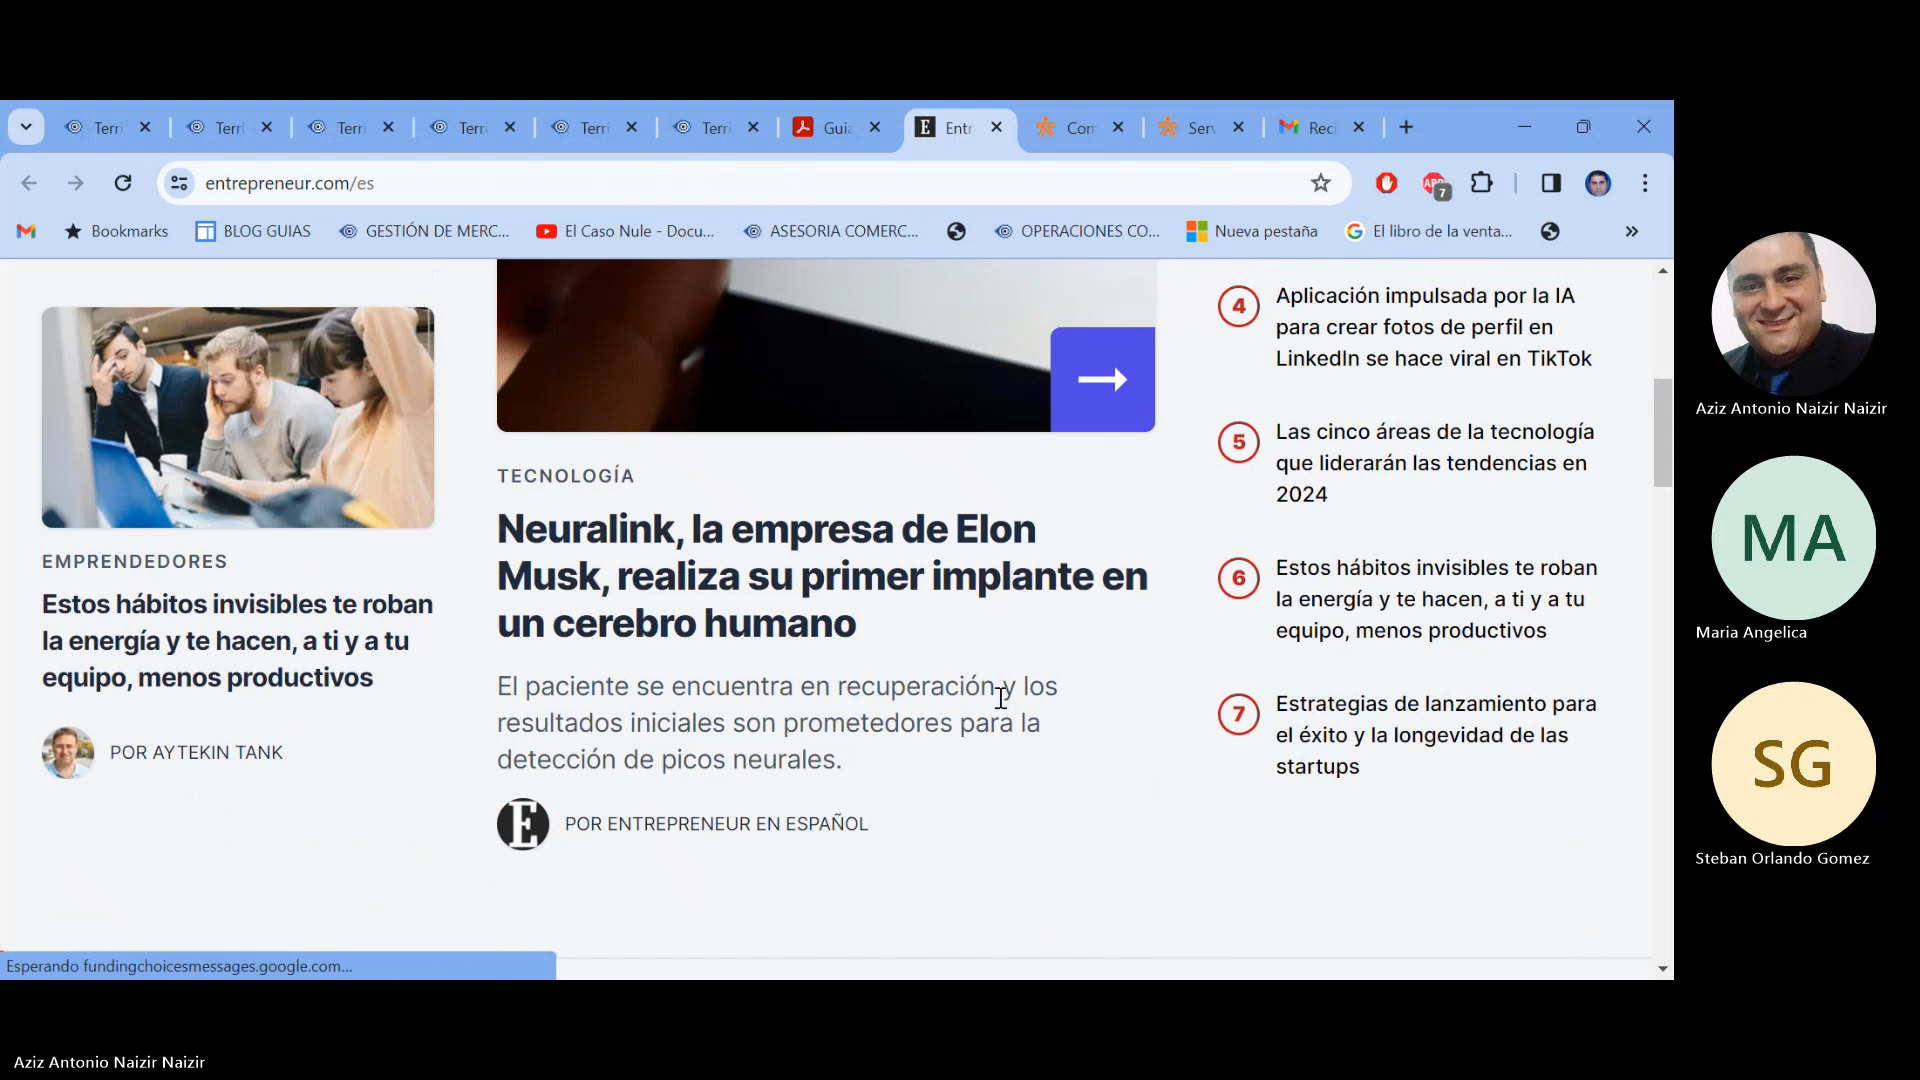 Terri
Terri
Terri
Terri
Terri
Terri
Guia
Entr
Com
Serv
Reci
entrepreneur.com/es
ABP
7
Bookmarks
BLOG GUIAS
GESTIÓN DE MERC...
El Caso Nule - Docu...
ASESORIA COMERC...
OPERACIONES CO...
Nueva pestaña
El libro de la venta...
»
EMPRENDEDORES
Estos hábitos invisibles te roban
la energía y te hacen, a ti y a tu
equipo, menos productivos
POR AYTEKIN TANK
TECNOLOGÍA
Neuralink, la empresa de Elon
Musk, realiza su primer implante en
un cerebro humano
El paciente se encuentra en recuperación y los
resultados iniciales son prometedores para la
detección de picos neurales.
E
POR ENTREPRENEUR EN ESPAÑOL
4
Aplicación impulsada por la IA
para crear fotos de perfil en
LinkedIn se hace viral en TikTok
5
Las cinco áreas de la tecnología
que liderarán las tendencias en
2024
6
Estos hábitos invisibles te roban
la energía y te hacen, a ti y a tu
equipo, menos productivos
7
Estrategias de lanzamiento para
el éxito y la longevidad de las
startups
Esperando fundingchoicesmessages.google.com...
Aziz Antonio Naizir Naizir
MA
Maria Angelica
SG
Steban Orlando Gomez
Aziz Antonio Naizir Naizir